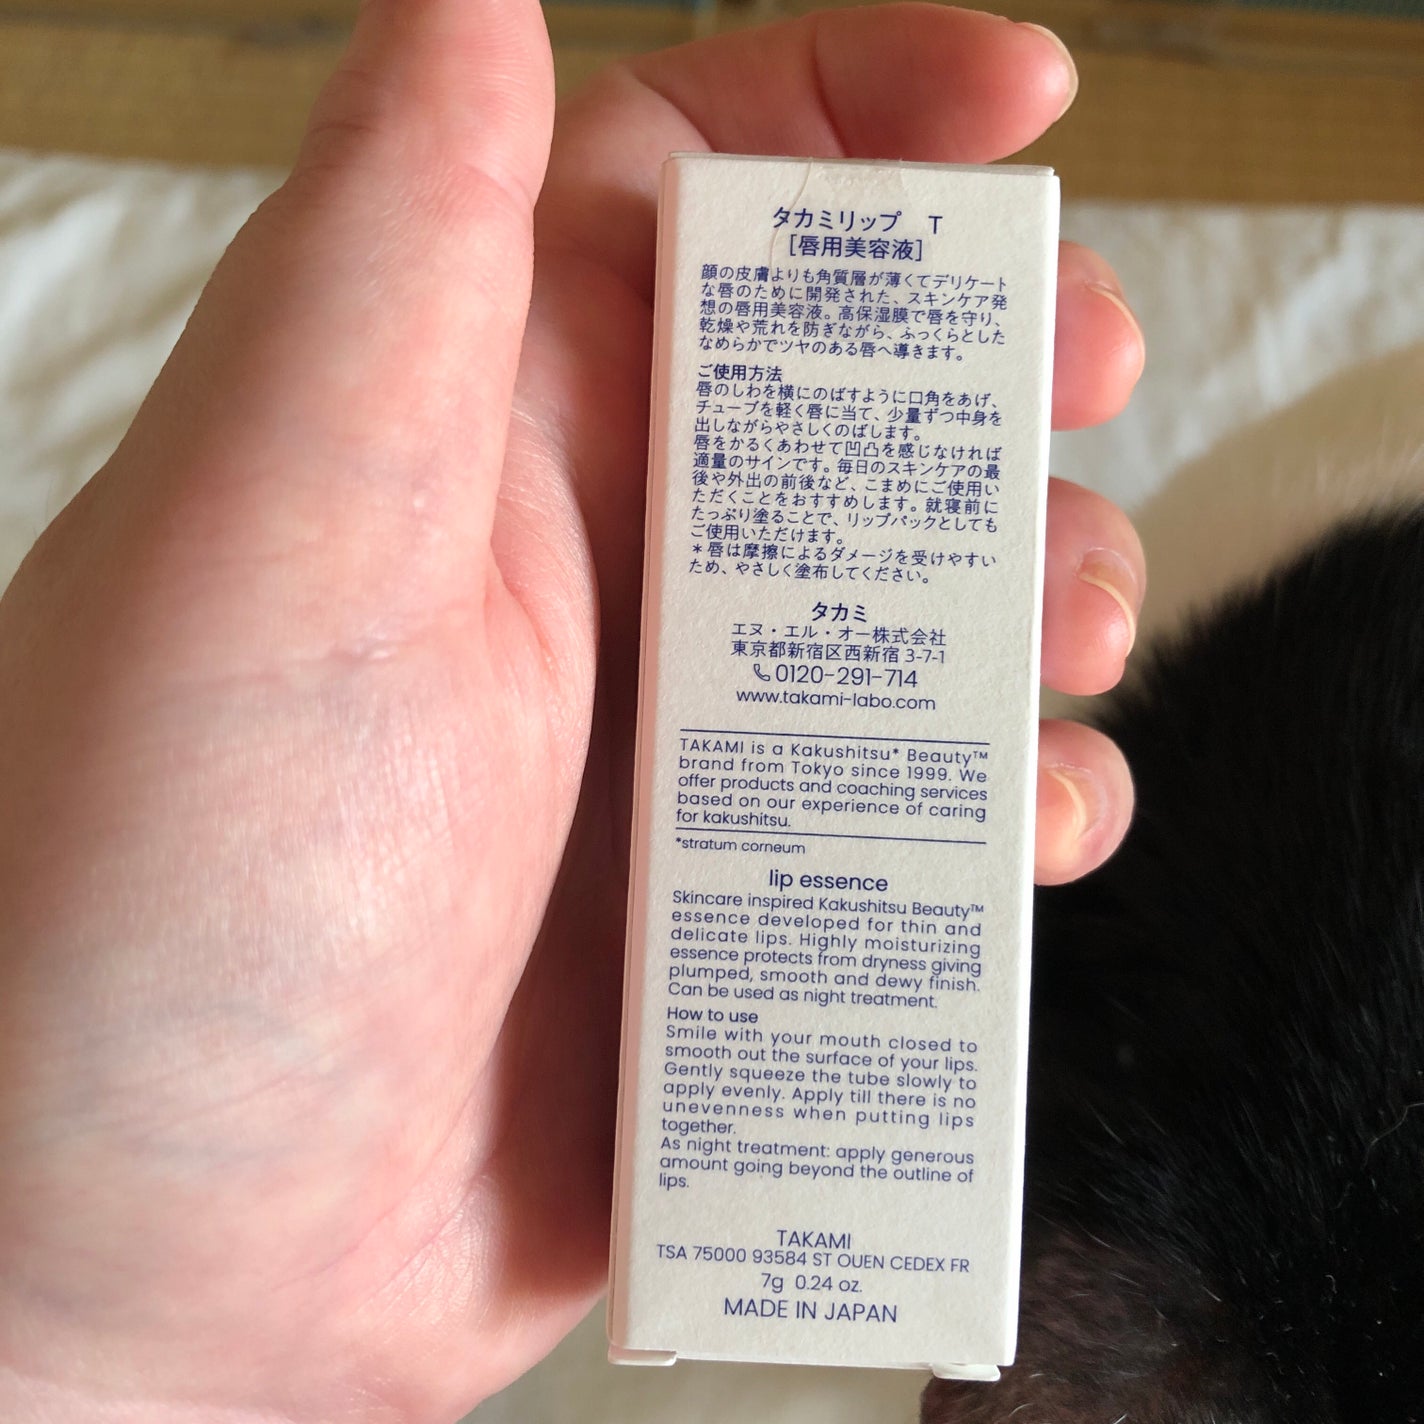 タカミリップ　T
[唇用美容液]
顔の皮膚よりも角質層が薄くてデリケート
な唇のために開発された、スキンケア発
想の唇用美容液。高保湿膜で唇を守り、
乾燥や荒れを防ぎながら、ふっくらとした
なめらかでツヤのある唇へ導きます。
ご使用方法
唇のしわを横にのばすように口角をあげ、
チューブを軽く唇に当て、少量ずつ中身を
出しながらやさしくのばします。
唇をかるくあわせて凹凸を感じなければ
適量のサインです。毎日のスキンケアの最
後や外出の前後など、こまめにご使用い
ただくことをおすすめします。就寝前に
たっぷり塗ることで、リップパックとしても
ご使用いただけます。
＊唇は摩擦によるダメージを受けやすい
ため、やさしく塗布してください。
タカミ
エヌ・エル・オー株式会社
東京都新宿区西新宿 3-7-1
0120-291-714
www.takami-labo.com
TAKAMI is a Kakushitsu* Beauty™
brand from Tokyo since 1999. We
offer products and coaching services
based on our experience of caring
for kakushitsu.
*stratum corneum
lip essence
Skincare inspired Kakushitsu Beauty™
essence developed for thin and
delicate lips. Highly moisturizing
essence protects from dryness giving
plumped, smooth and dewy finish.
Can be used as night treatment.
How to use
Smile with your mouth closed to
smooth out the surface of your lips.
Gently squeeze the tube slowly to
apply evenly. Apply till there is no
unevenness when putting lips
together.
As night treatment: apply generous
amount going beyond the outline of
lips.
TAKAMI
TSA 75000 93584 ST OUEN CEDEX FR
7g 0.24 oz.
MADE IN JAPAN